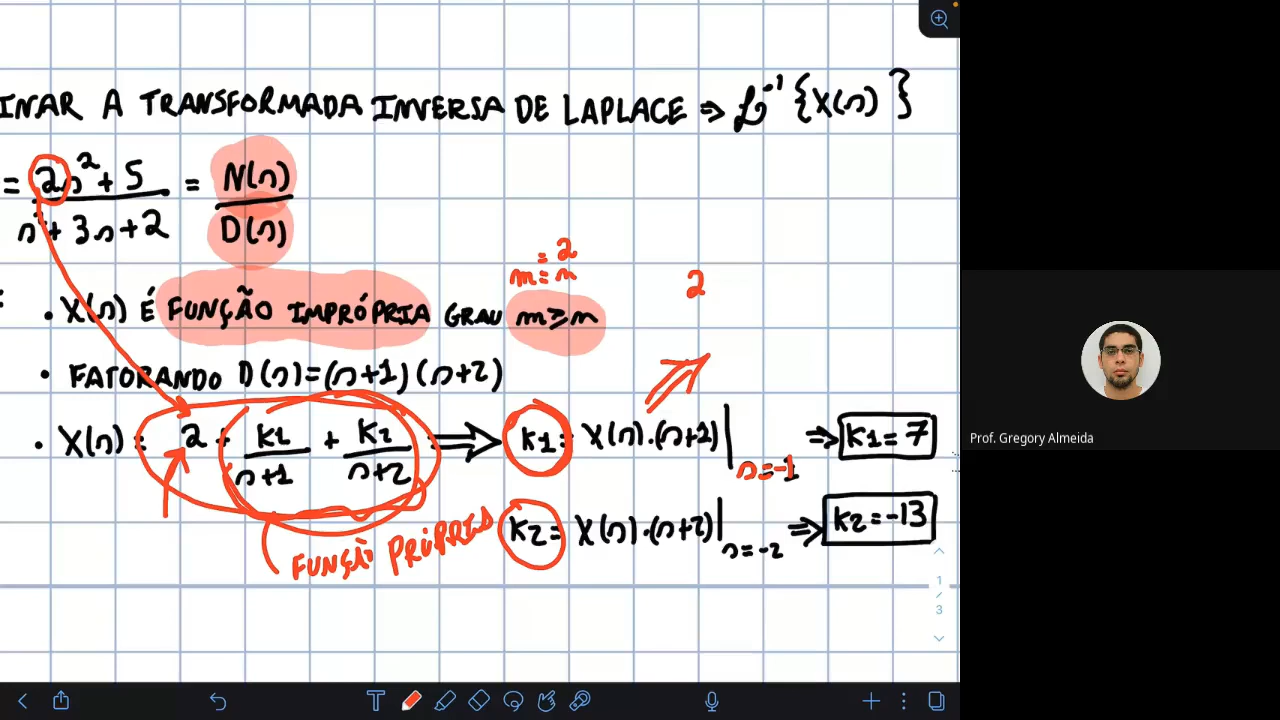 INAR A TRANSFORMADA INVERSA DE LAPLACE ⇒ ℒ⁻¹{X(s)}
= 2s² + 5 / s² + 3s + 2 = N(s) / D(s)
= 2
m = n
2
• X(s) É FUNÇÃO IMPRÓPRIA GRAU m ≥ n
• FATORANDO D(s) = (s+1)(s+2)
• X(s) = 2 + K1/(s+1) + K2/(s+2) ⇒ K1 = X(s).(s+1)|s=-1 ⇒ K1 = 7
K2 = X(s).(s+2)|s=-2 ⇒ K2 = -13
FUNÇÃO PRÓPRIA
Prof. Gregory Almeida
1
/
3
T